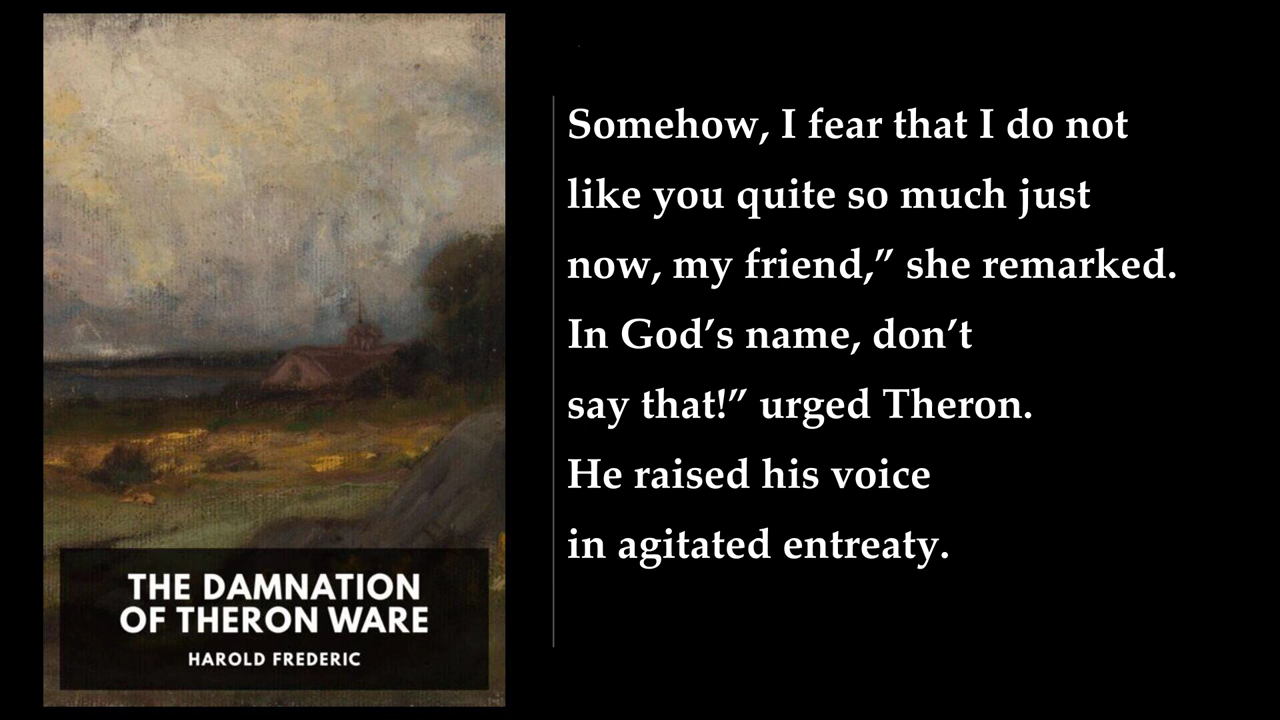 THE DAMNATION
OF THERON WARE
HAROLD FREDERIC
Somehow, I fear that I do not
like you quite so much just
now, my friend,” she remarked.
In God’s name, don’t
say that!” urged Theron.
He raised his voice
in agitated entreaty.